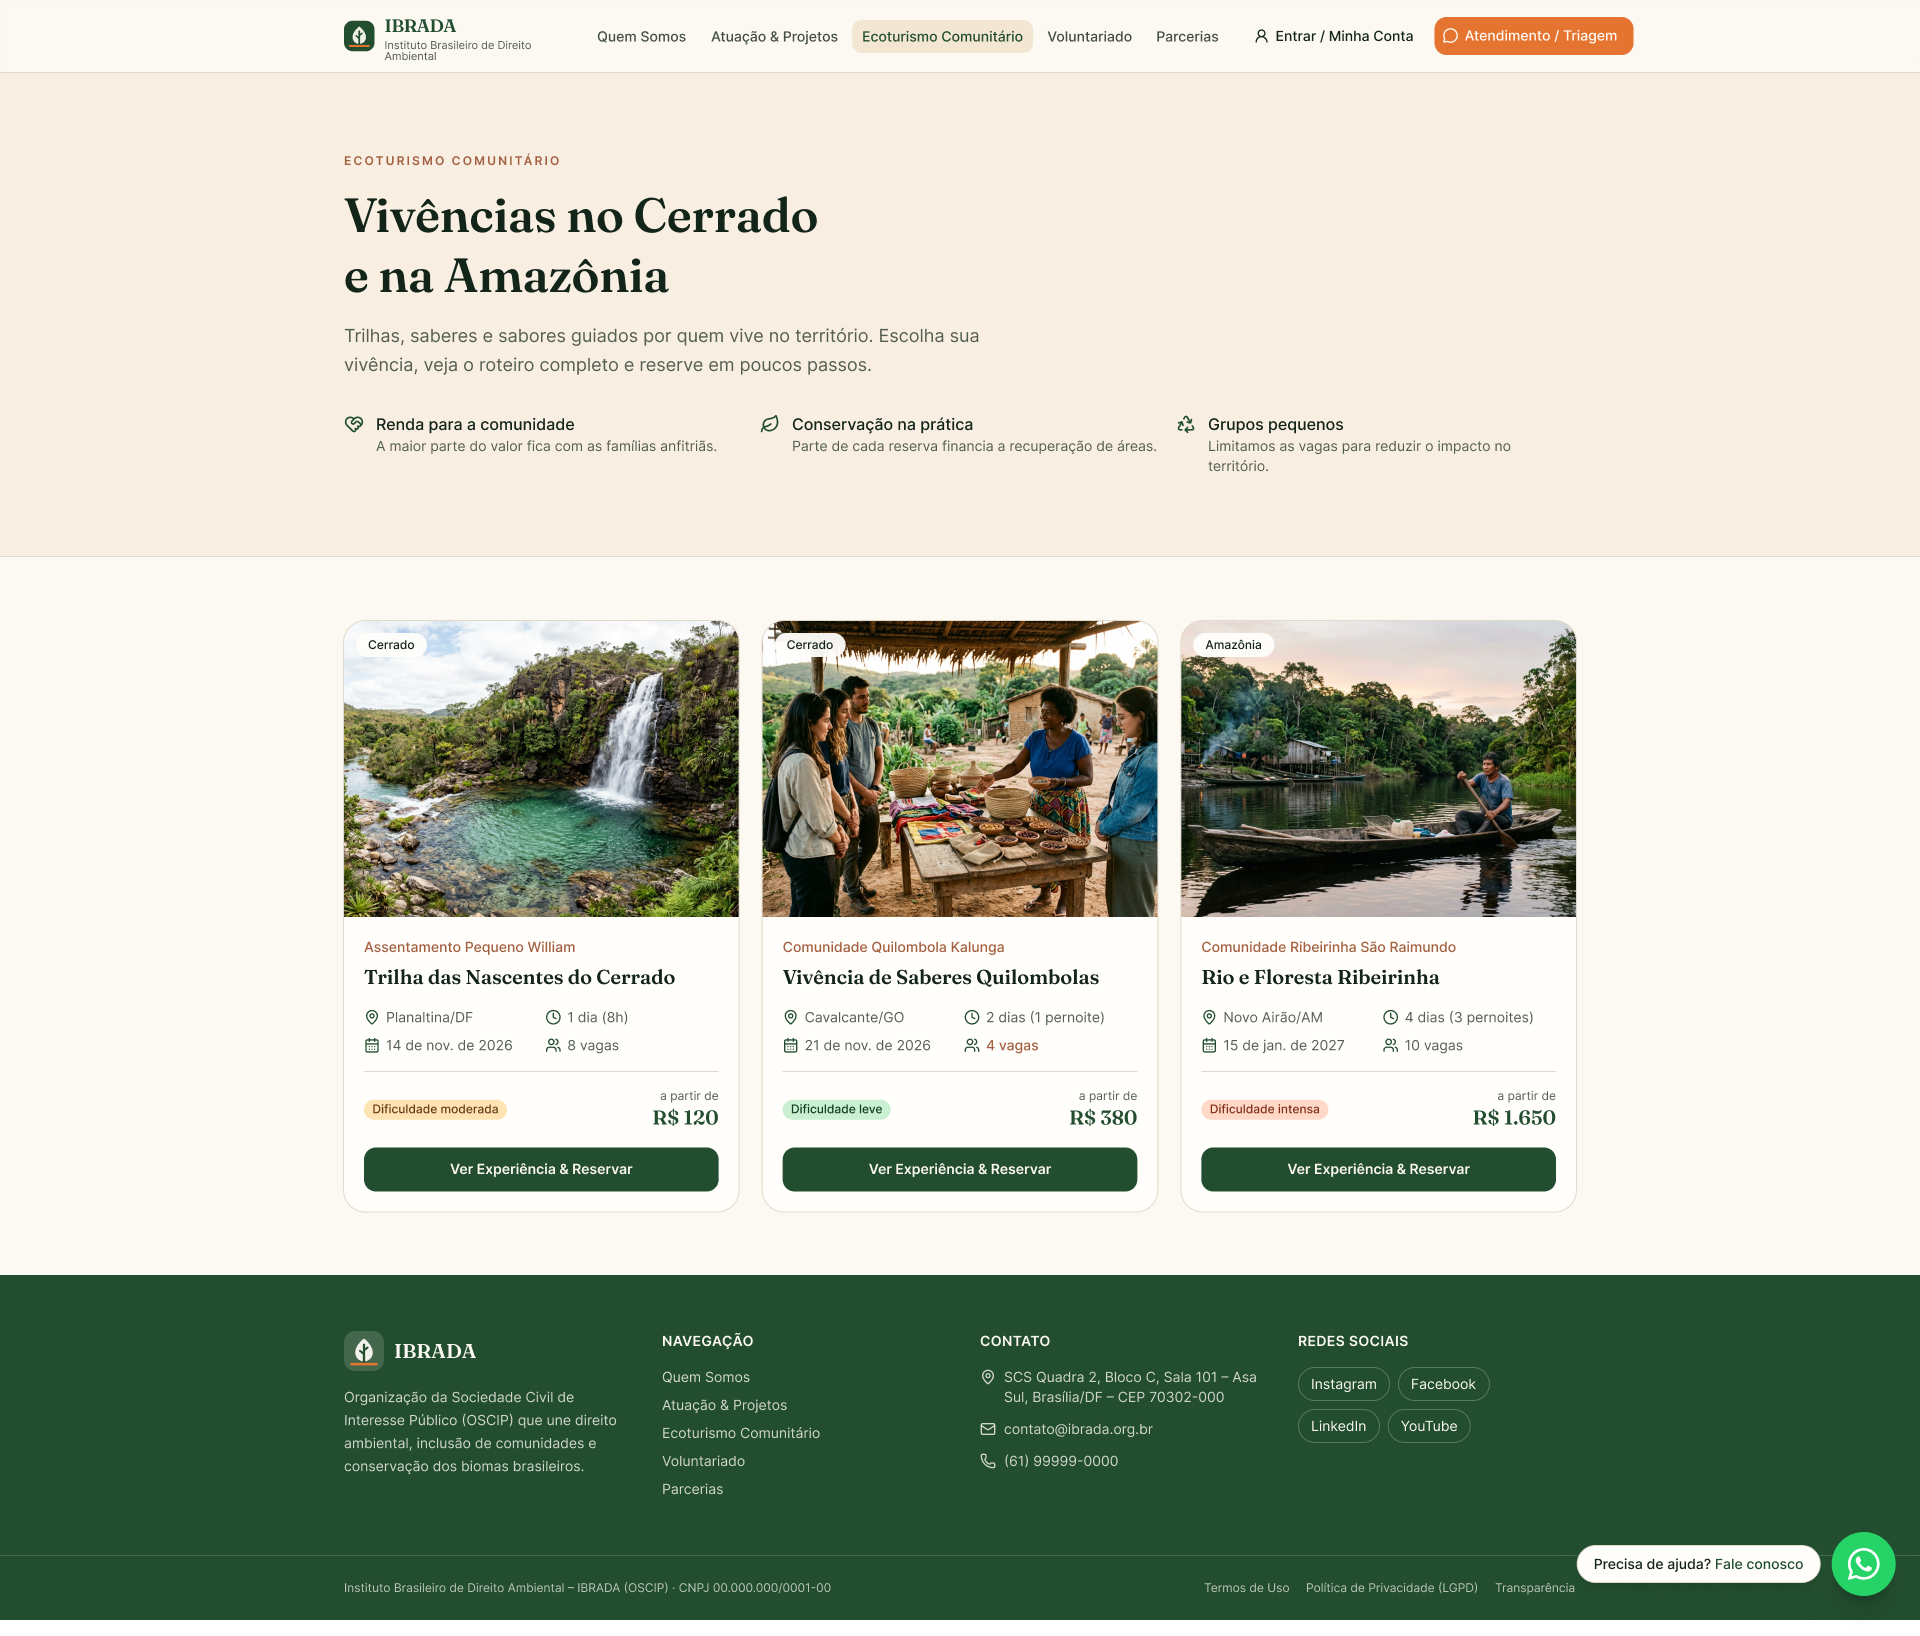 IBRADA
Instituto Brasileiro de Direito
Ambiental
Quem Somos
Atuação & Projetos
Ecoturismo Comunitário
Voluntariado
Parcerias
Entrar / Minha Conta
Atendimento / Triagem
ECOTURISMO COMUNITÁRIO
Vivências no Cerrado
e na Amazônia
Trilhas, saberes e sabores guiados por quem vive no território. Escolha sua
vivência, veja o roteiro completo e reserve em poucos passos.
Renda para a comunidade
A maior parte do valor fica com as famílias anfitriãs.
Conservação na prática
Parte de cada reserva financia a recuperação de áreas.
Grupos pequenos
Limitamos as vagas para reduzir o impacto no
território.
Cerrado
Assentamento Pequeno William
Trilha das Nascentes do Cerrado
Planaltina/DF
1 dia (8h)
14 de nov. de 2026
8 vagas
Dificuldade moderada
a partir de
R$ 120
Ver Experiência & Reservar
Cerrado
Comunidade Quilombola Kalunga
Vivência de Saberes Quilombolas
Cavalcante/GO
2 dias (1 pernoite)
21 de nov. de 2026
4 vagas
Dificuldade leve
a partir de
R$ 380
Ver Experiência & Reservar
Amazônia
Comunidade Ribeirinha São Raimundo
Rio e Floresta Ribeirinha
Novo Airão/AM
4 dias (3 pernoites)
15 de jan. de 2027
10 vagas
Dificuldade intensa
a partir de
R$ 1.650
Ver Experiência & Reservar
IBRADA
Organização da Sociedade Civil de
Interesse Público (OSCIP) que une direito
ambiental, inclusão de comunidades e
conservação dos biomas brasileiros.
NAVEGAÇÃO
Quem Somos
Atuação & Projetos
Ecoturismo Comunitário
Voluntariado
Parcerias
CONTATO
SCS Quadra 2, Bloco C, Sala 101 – Asa
Sul, Brasília/DF – CEP 70302-000
contato@ibrada.org.br
(61) 99999-0000
REDES SOCIAIS
Instagram
Facebook
LinkedIn
YouTube
Precisa de ajuda? Fale conosco
Instituto Brasileiro de Direito Ambiental – IBRADA (OSCIP) · CNPJ 00.000.000/0001-00
Termos de Uso
Política de Privacidade (LGPD)
Transparência